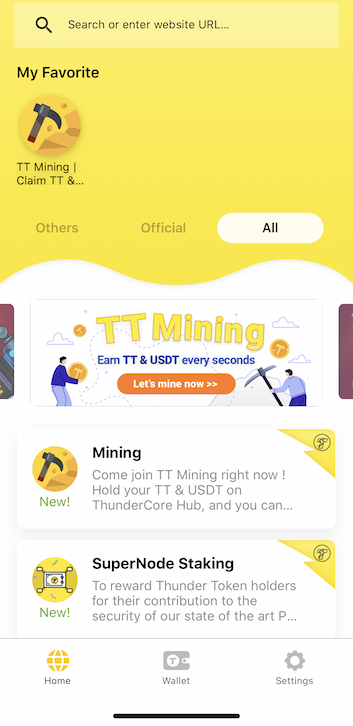 Search or enter website URL...
My Favorite
TT Mining |
Claim TT &...
Others
Official
All
TT Mining
Earn TT & USDT every seconds
Let's mine now >>
Mining
Come join TT Mining right now !
Hold your TT & USDT on
ThunderCore Hub, and you can...
New!
SuperNode Staking
To reward Thunder Token holders
for their contribution to the
security of our state of the art P...
New!
Home
Wallet
Settings